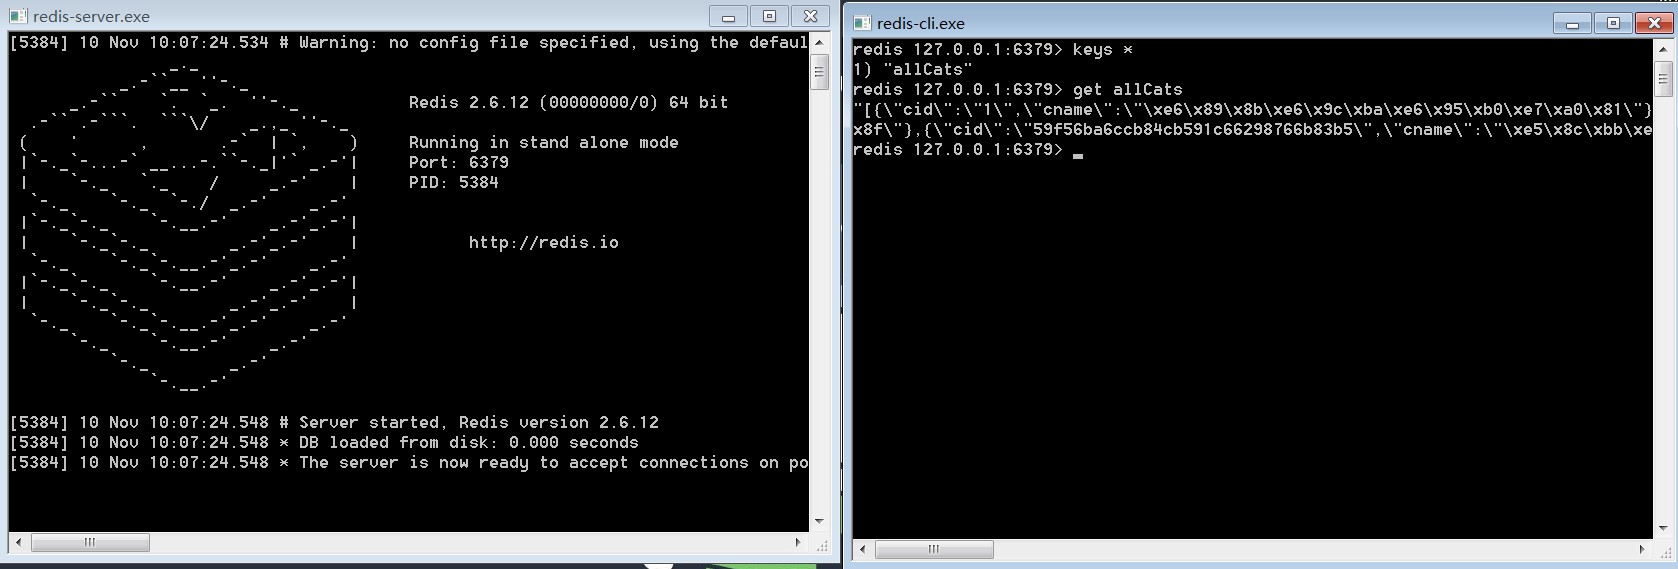 redis-server.exe
[5384] 10 Nov 10:07:24.534 # Warning: no config file specified, using the defaul
Redis 2.6.12 (00000000/0) 64 bit
Running in stand alone mode
Port: 6379
PID: 5384
http://redis.io
[5384] 10 Nov 10:07:24.548 # Server started, Redis version 2.6.12
[5384] 10 Nov 10:07:24.548 * DB loaded from disk: 0.000 seconds
[5384] 10 Nov 10:07:24.548 * The server is now ready to accept connections on po
redis-cli.exe
redis 127.0.0.1:6379> keys *
1) "allCats"
redis 127.0.0.1:6379> get allCats
"[{\"cid\":\"1\",\"cname\":\"\xe6\x89\x8b\xe6\x9c\xba\xe6\x95\xb0\xe7\xa0\x81\"}
x8f\"},{\"cid\":\"59f56ba6ccb84cb591c66298766b83b5\",\"cname\":\"\xe5\x8c\xbb\xe
redis 127.0.0.1:6379>